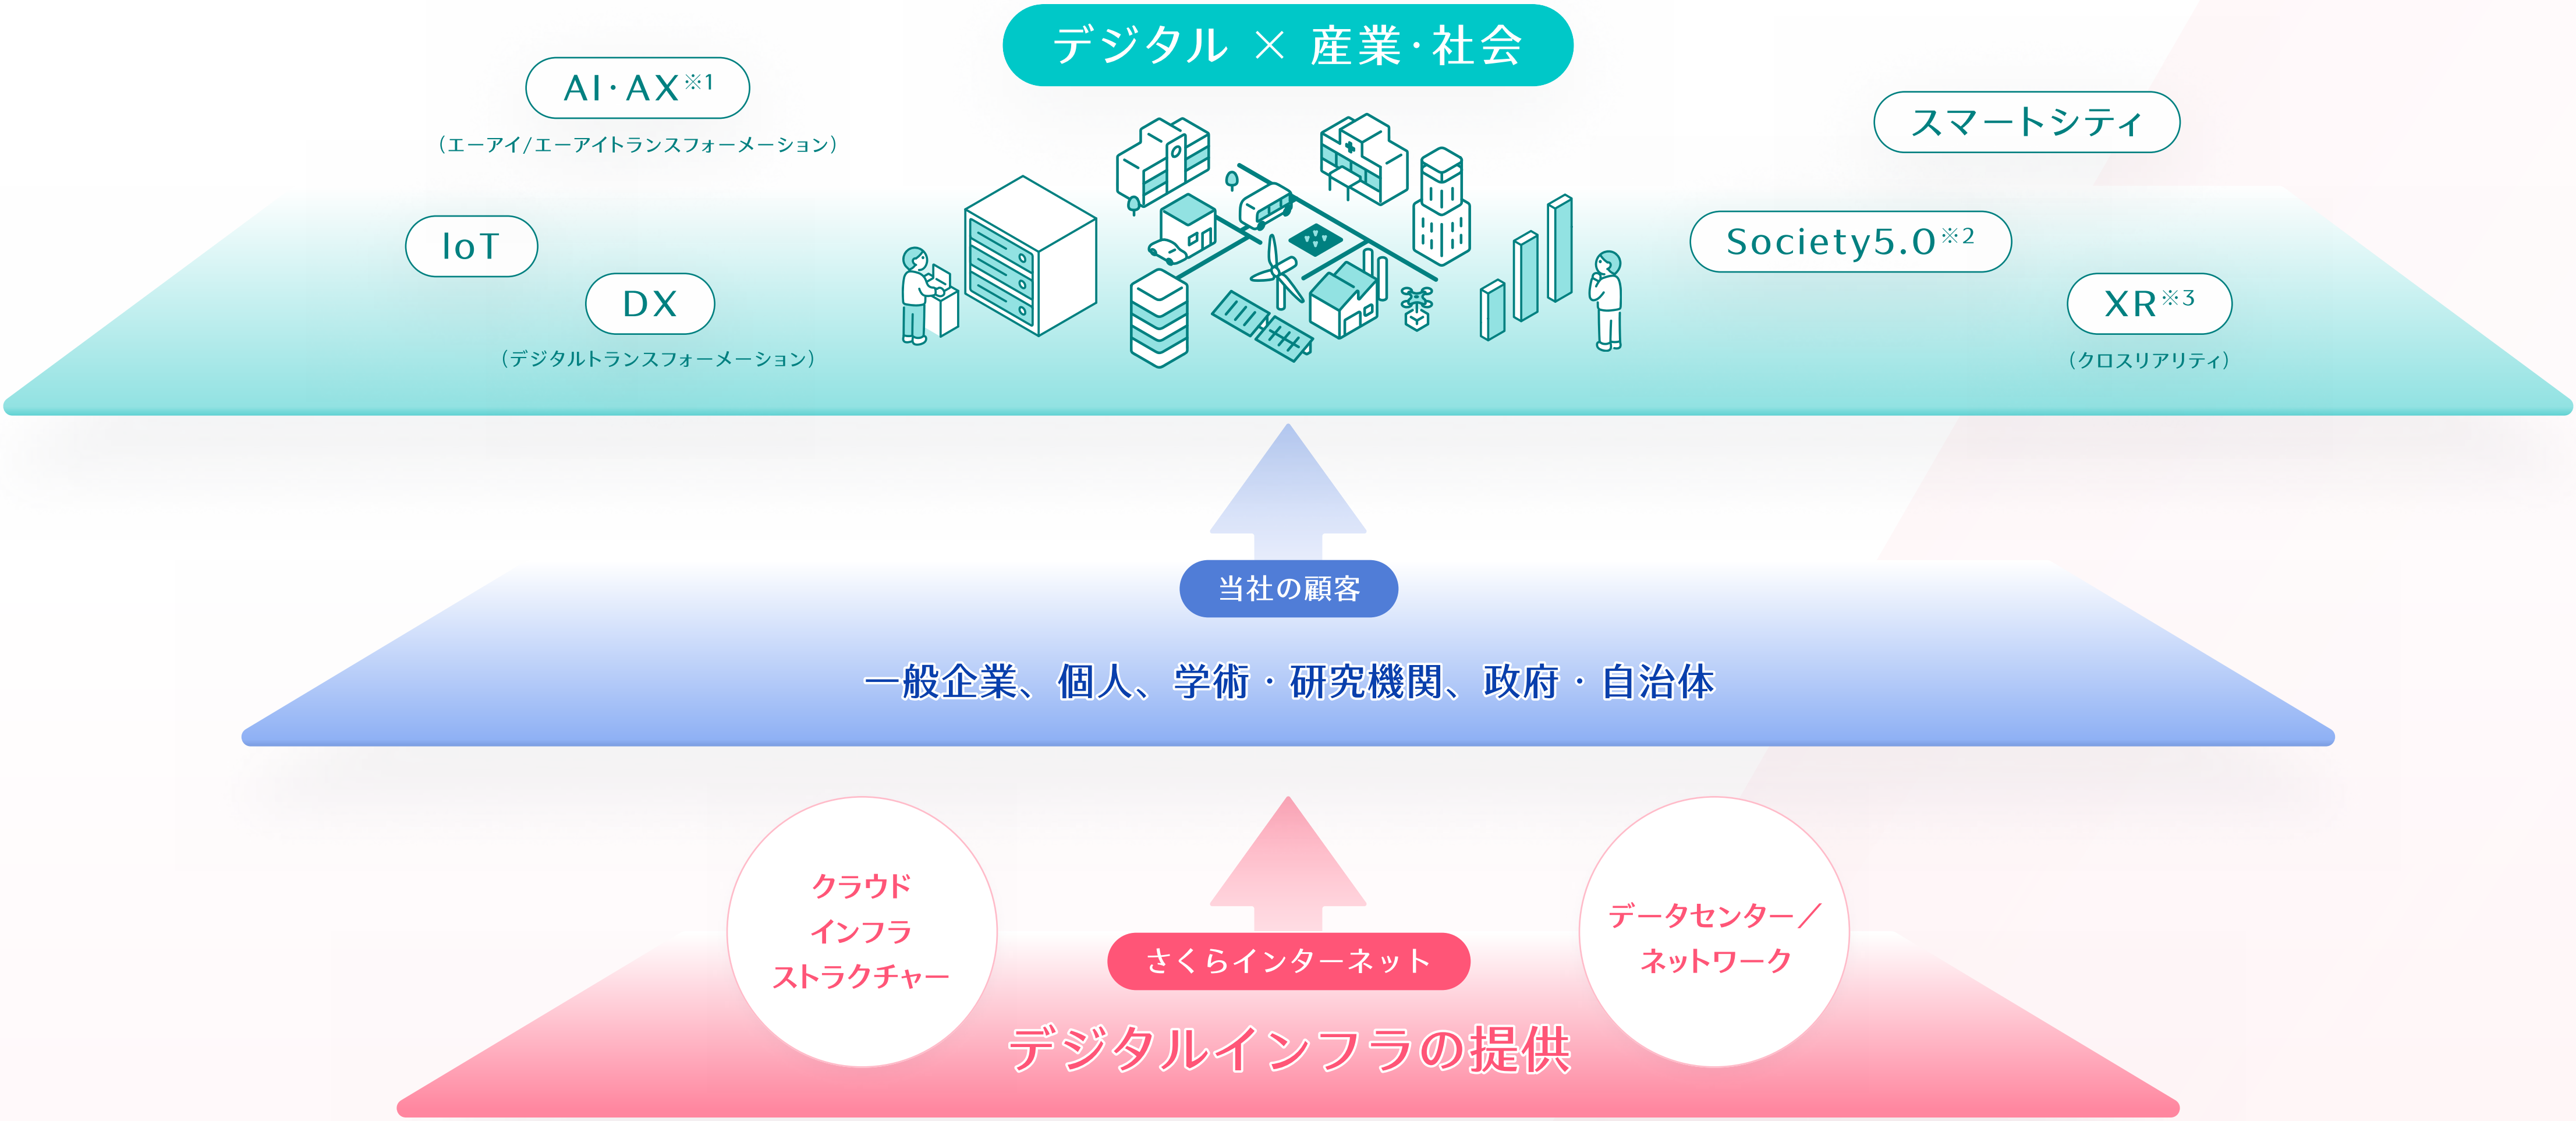 デジタル × 産業・社会
AI・AX※1
（エーアイ/エーアイトランスフォーメーション）
IoT
DX
（デジタルトランスフォーメーション）
スマートシティ
Society5.0※2
XR※3
（クロスリアリティ）
当社の顧客
一般企業、個人、学術・研究機関、政府・自治体
クラウド
インフラ
ストラクチャー
さくらインターネット
デジタルインフラの提供
データセンター／
ネットワーク